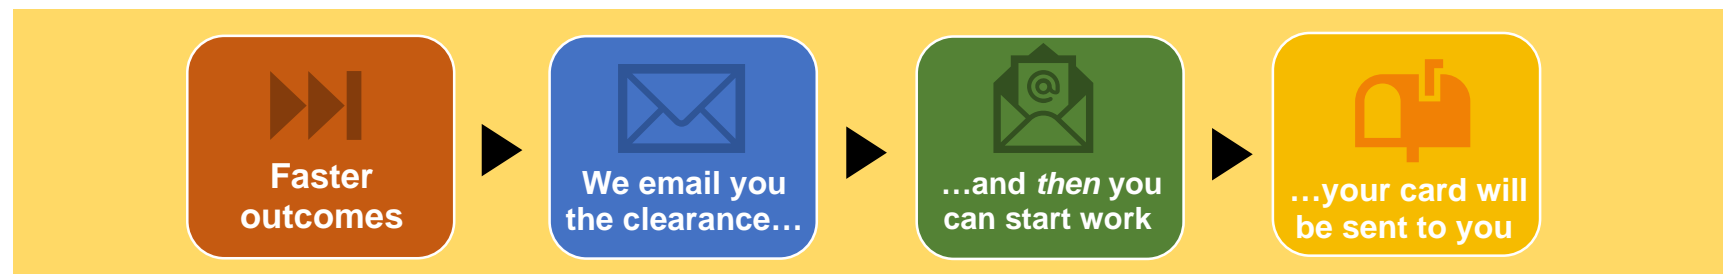 Faster
outcomes
We email you
the clearance…
@
…and then you
can start work
…your card will
be sent to you